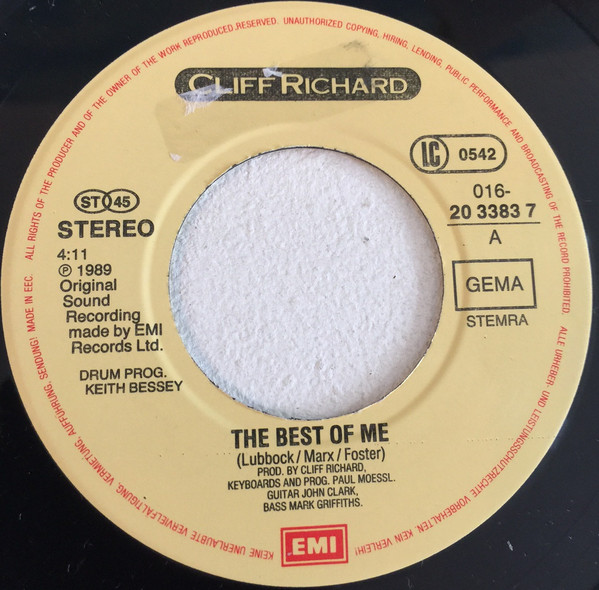 CLIFF RICHARD
ST 45
STEREO
4:11
℗ 1989
Original
Sound
Recording
made by EMI
Records Ltd.
DRUM PROG.
KEITH BESSEY
LC 0542
016-
20 3383 7
A
GEMA
STEMRA
THE BEST OF ME
(Lubbock / Marx / Foster)
PROD. BY CLIFF RICHARD,
KEYBOARDS AND PROG. PAUL MOESSL.
GUITAR JOHN CLARK,
BASS MARK GRIFFITHS.
EMI
MADE IN EEC. ALL RIGHTS OF THE PRODUCER AND OF THE OWNER OF THE WORK REPRODUCED, RESERVED. UNAUTHORIZED COPYING, HIRING, LENDING, PUBLIC PERFORMANCE AND BROADCASTING OF THE RECORD PROHIBITED. ALLE URHEBER- UND LEISTUNGSSCHUTZRECHTE VORBEHALTEN. KEIN VERLEIH! KEINE UNERLAUBTE VERVIELFÄLTIGUNG, VERMIETUNG, AUFFÜHRUNG, SENDUNG!